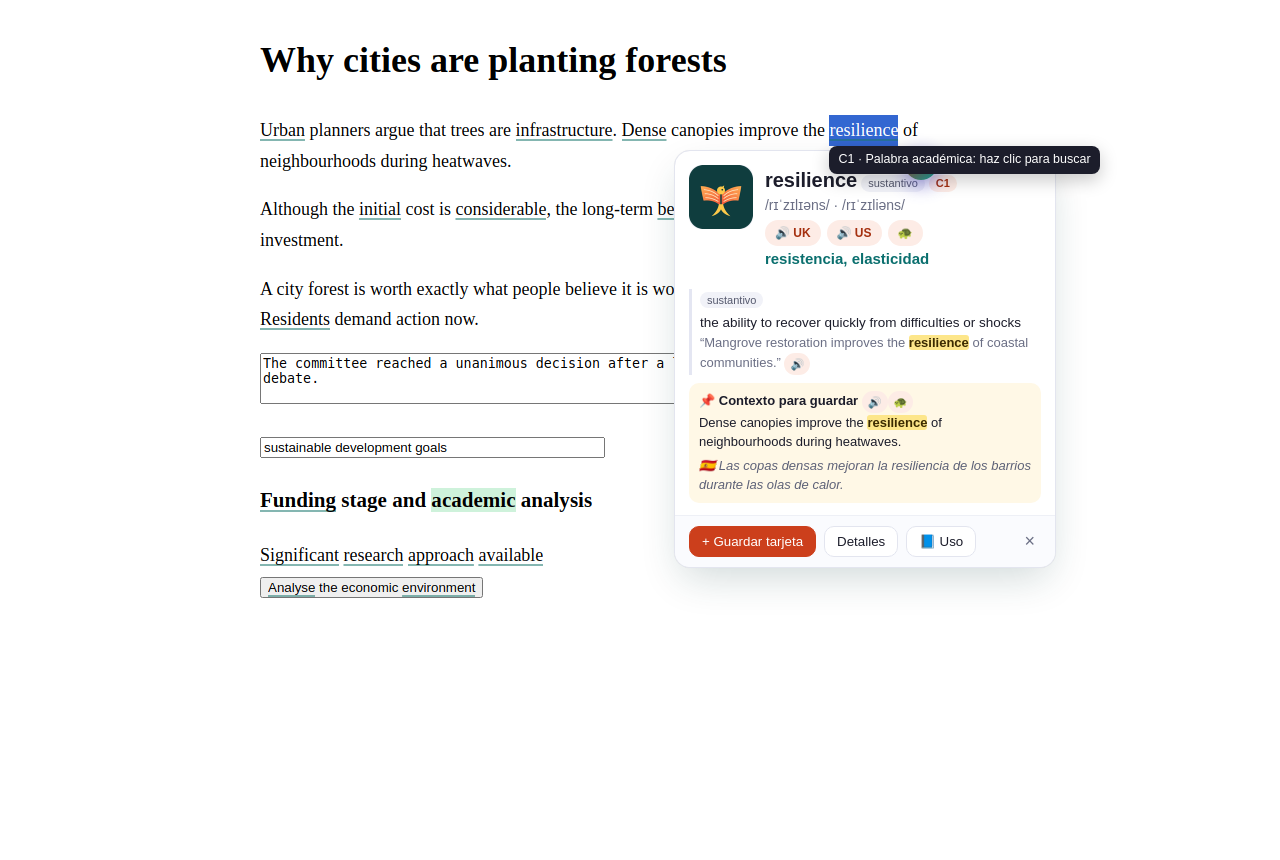 Why cities are planting forests
Urban planners argue that trees are infrastructure. Dense canopies improve the resilience of
neighbourhoods during heatwaves.
C1 · Palabra académica: haz clic para buscar
Although the initial cost is considerable, the long-term be
investment.
A city forest is worth exactly what people believe it is wo
Residents demand action now.
The committee reached a unanimous decision after a
debate.
sustainable development goals
Funding stage and academic analysis
Significant research approach available
Analyse the economic environment
resilience sustantivo C1
/rɪˈzɪlɪəns/ · /rɪˈzɪliəns/
UK US
resistencia, elasticidad
sustantivo
the ability to recover quickly from difficulties or shocks
“Mangrove restoration improves the resilience of coastal
communities.”
Contexto para guardar
Dense canopies improve the resilience of
neighbourhoods during heatwaves.
Las copas densas mejoran la resiliencia de los barrios
durante las olas de calor.
+ Guardar tarjeta Detalles Uso ×